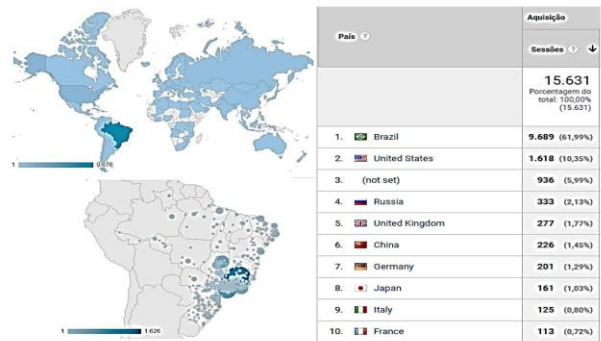 1 9.676
1 1.626
País ?
Aquisição
Sessões ?
15.631
Porcentagem do
total: 100,00%
(15.631)
1. Brazil 9.689 (61,99%)
2. United States 1.618 (10,35%)
3. (not set) 936 (5,99%)
4. Russia 333 (2,13%)
5. United Kingdom 277 (1,77%)
6. China 226 (1,45%)
7. Germany 201 (1,29%)
8. Japan 161 (1,03%)
9. Italy 125 (0,80%)
10. France 113 (0,72%)